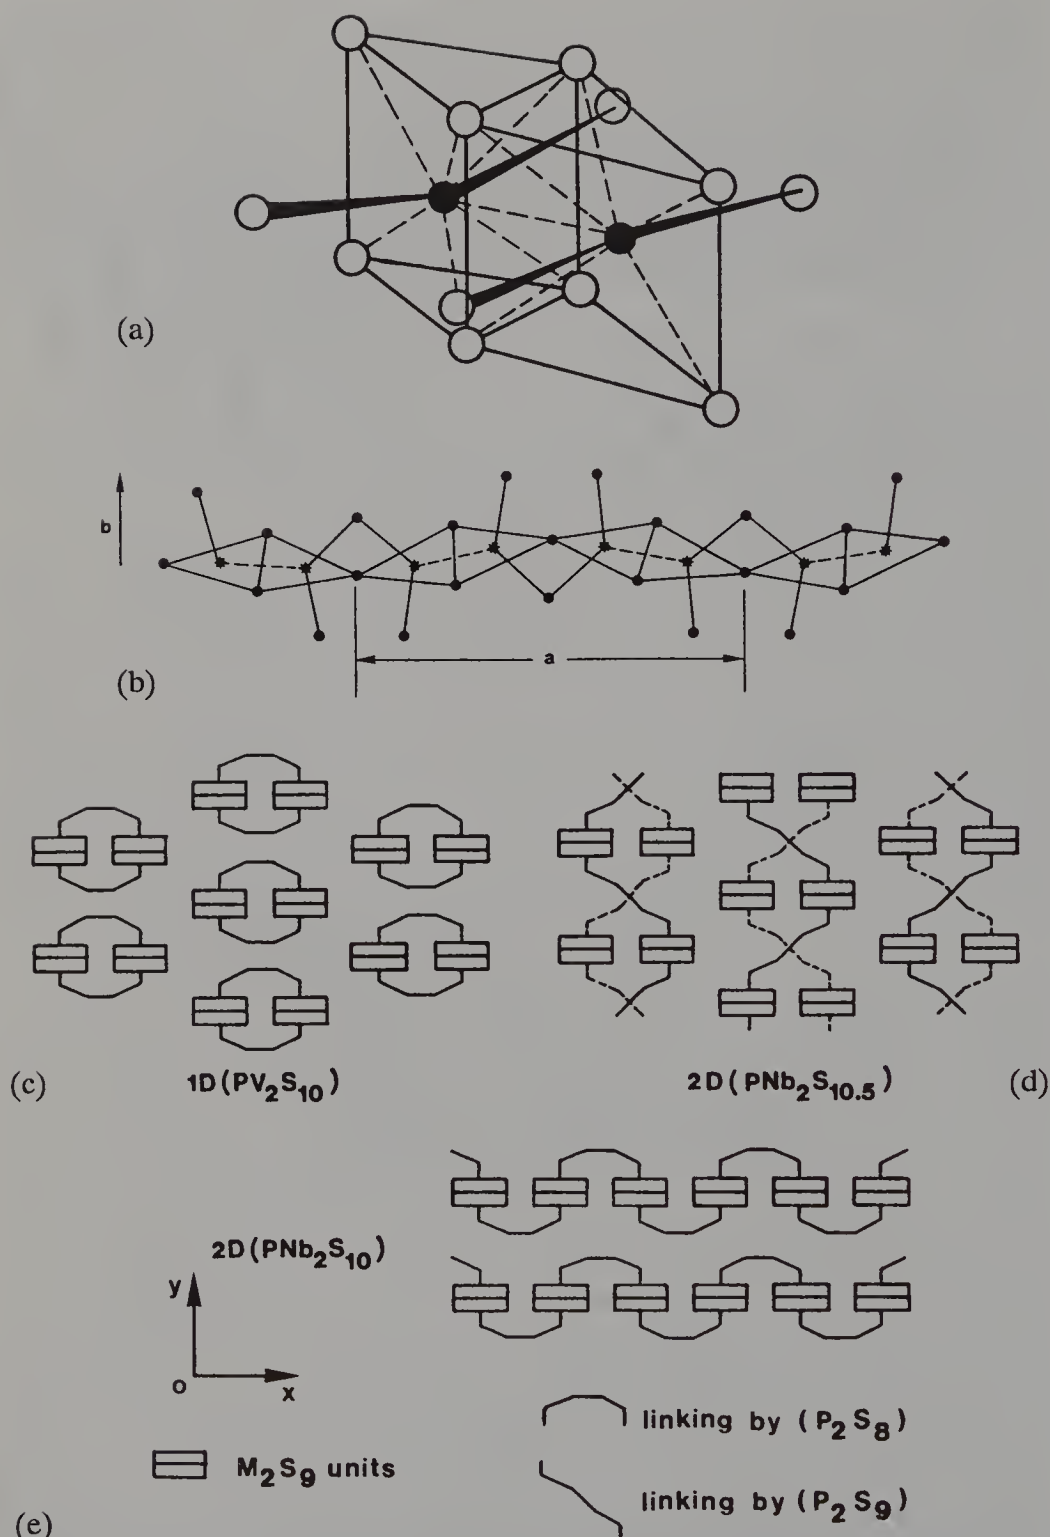 (a)
b
a
(b)
(c)
1D(PV₂S₁₀)
2D(PNb₂S₁₀.₅)
(d)
2D(PNb₂S₁₀)
y
o
x
linking by (P₂S₈)
M₂S₉ units
linking by (P₂S₉)
(e)